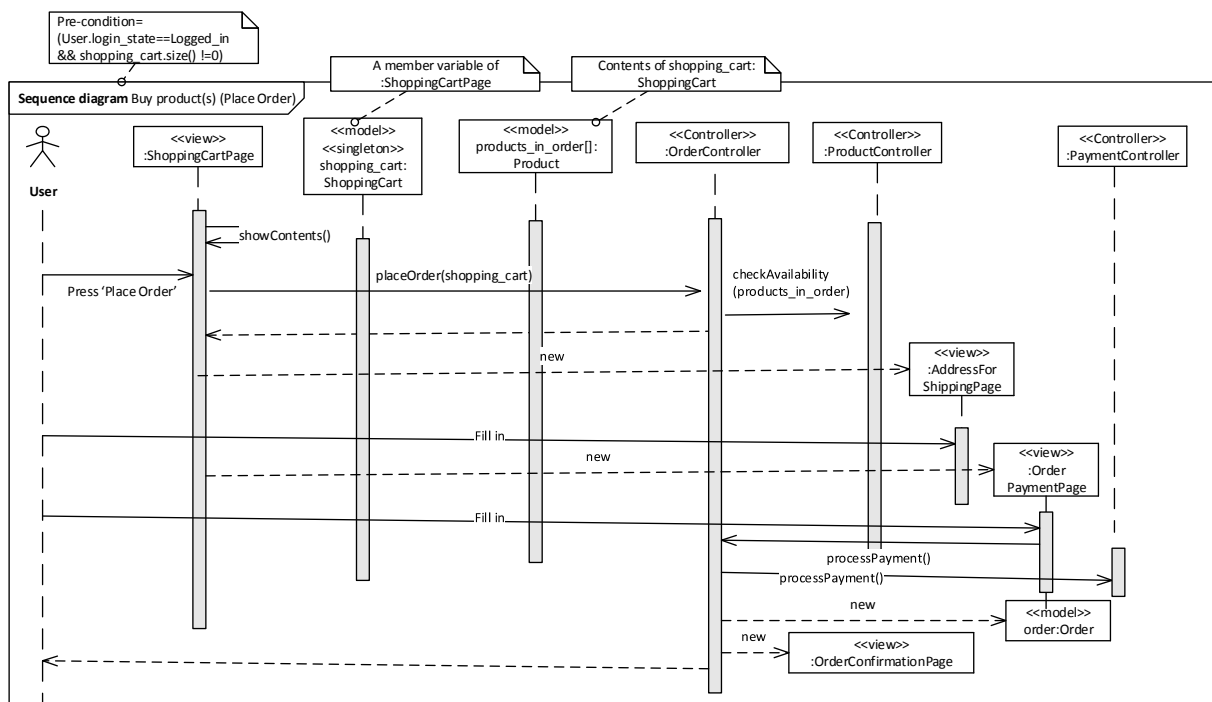 Pre-condition=
(User.login_state==Logged_in
&& shopping_cart.size() !=0)
A member variable of
:ShoppingCartPage
Contents of shopping_cart:
ShoppingCart
Sequence diagram Buy product(s) (Place Order)
User
<<view>>
:ShoppingCartPage
<<model>>
<<singleton>>
shopping_cart:
ShoppingCart
<<model>>
products_in_order[]:
Product
<<Controller>>
:OrderController
<<Controller>>
:ProductController
<<Controller>>
:PaymentController
showContents()
Press ‘Place Order’
placeOrder(shopping_cart)
checkAvailability
(products_in_order)
new
<<view>>
:AddressFor
ShippingPage
Fill in
new
<<view>>
:Order
PaymentPage
Fill in
processPayment()
processPayment()
new
<<model>>
order:Order
new
<<view>>
:OrderConfirmationPage